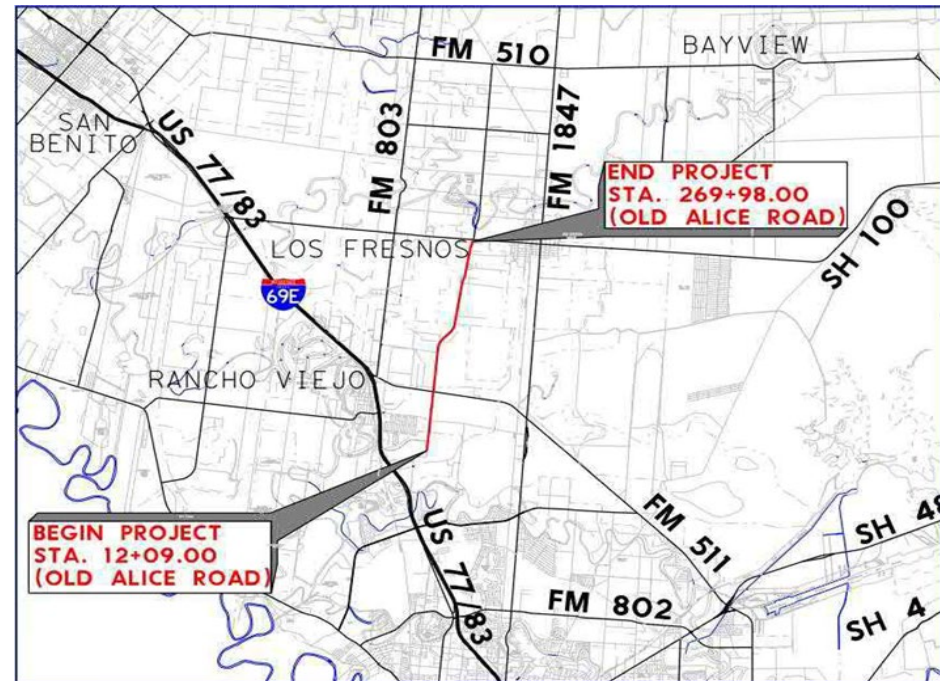 FM 510
BAYVIEW
SAN
BENITO
US 77/83
FM 803
FM 1847
END PROJECT
STA. 269+98.00
(OLD ALICE ROAD)
LOS FRESNOS
SH 100
69E
RANCHO VIEJO
BEGIN PROJECT
STA. 12+09.00
(OLD ALICE ROAD)
US 77/83
FM 511
SH 48
FM 802
SH 4